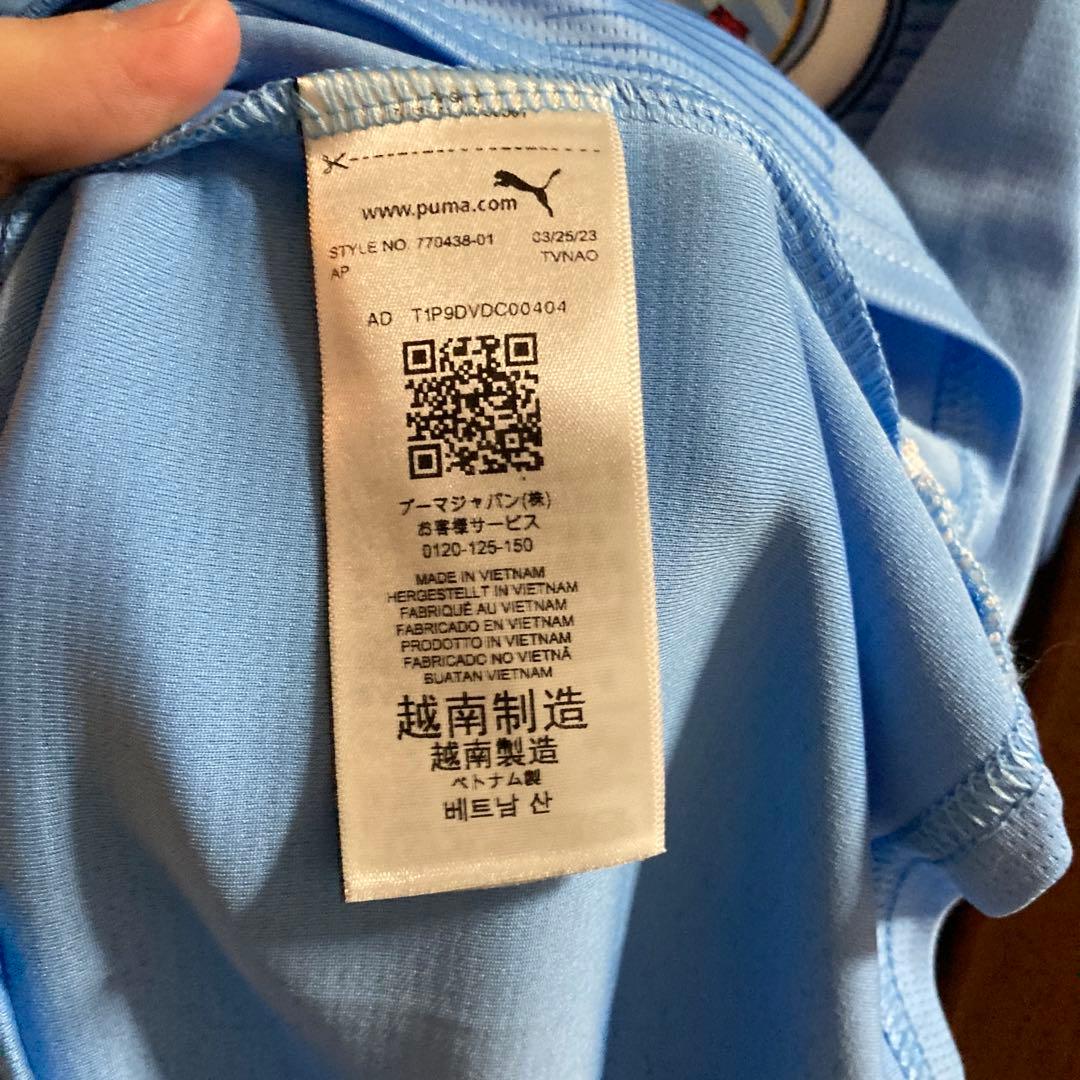 www.puma.com
STYLE NO. 770438-01 03/25/23
AP TVNAO
AD T1P9DVDC00404
プーマジャパン(株)
お客様サービス
0120-125-150
MADE IN VIETNAM
HERGESTELLT IN VIETNAM
FABRIQUÉ AU VIETNAM
FABRICADO EN VIETNAM
PRODOTTO IN VIETNAM
FABRICADO NO VIETNÃ
BUATAN VIETNAM
越南制造
越南製造
ベトナム製
베트남 산